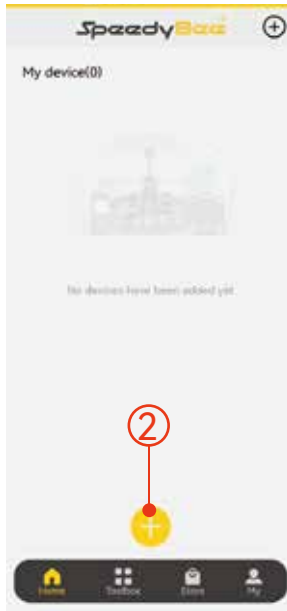 SpeedyBee
My device(0)
No devices have been added yet
②
Home Toolbox Store My